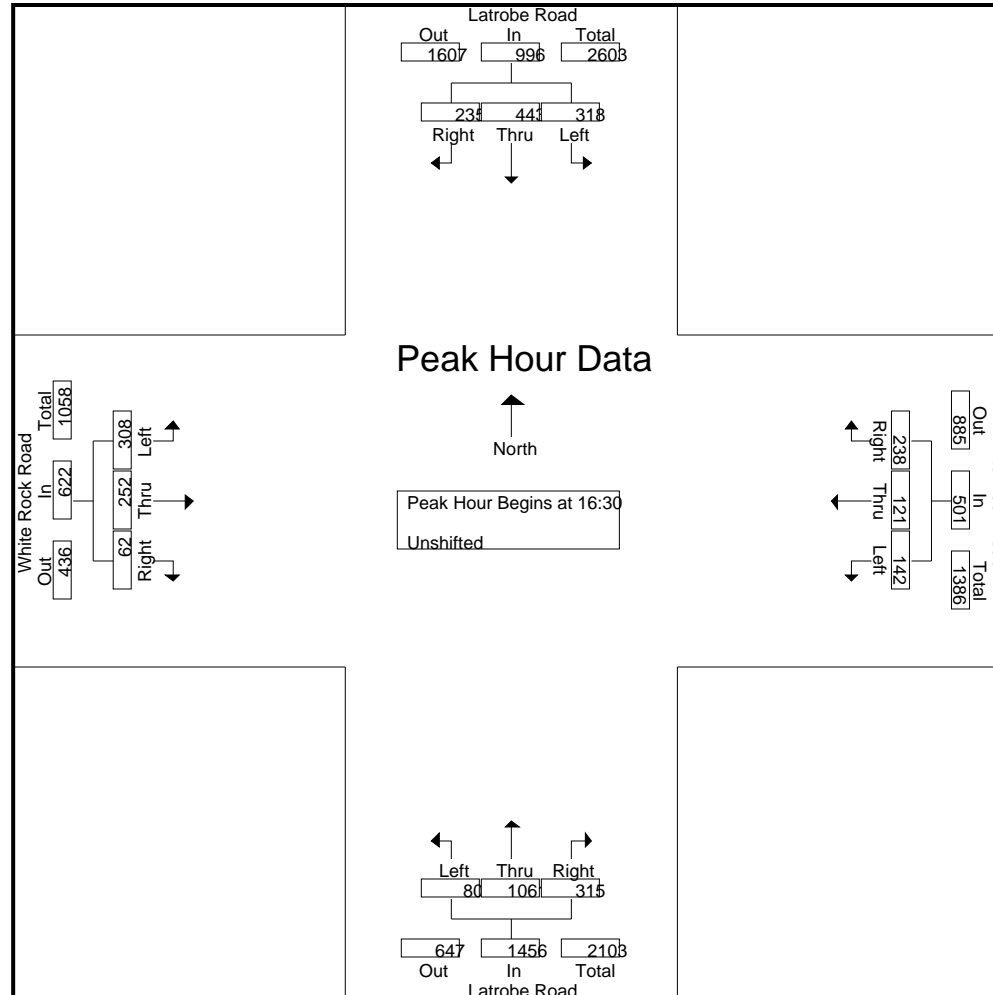 Latrobe Road
Out In Total
1607 996 2603
235 443 318
Right Thru Left
Peak Hour Data
North
Peak Hour Begins at 16:30
Unshifted
White Rock Road
Total In Out
1058 622 436
308 252 62
Left Thru Right
Right Thru Left
238 121 142
885 501 1386
Out In Total
Left Thru Right
80 1061 315
647 1456 2103
Out In Total
Latrobe Road